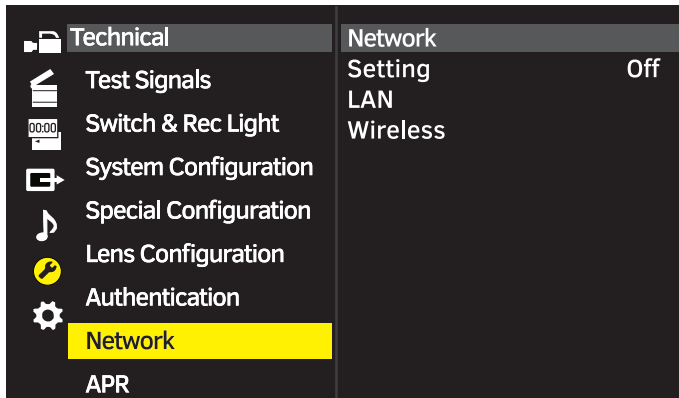 Technical
Test Signals
00:00
Switch & Rec Light
System Configuration
Special Configuration
Lens Configuration
Authentication
Network
APR
Network
Setting Off
LAN
Wireless